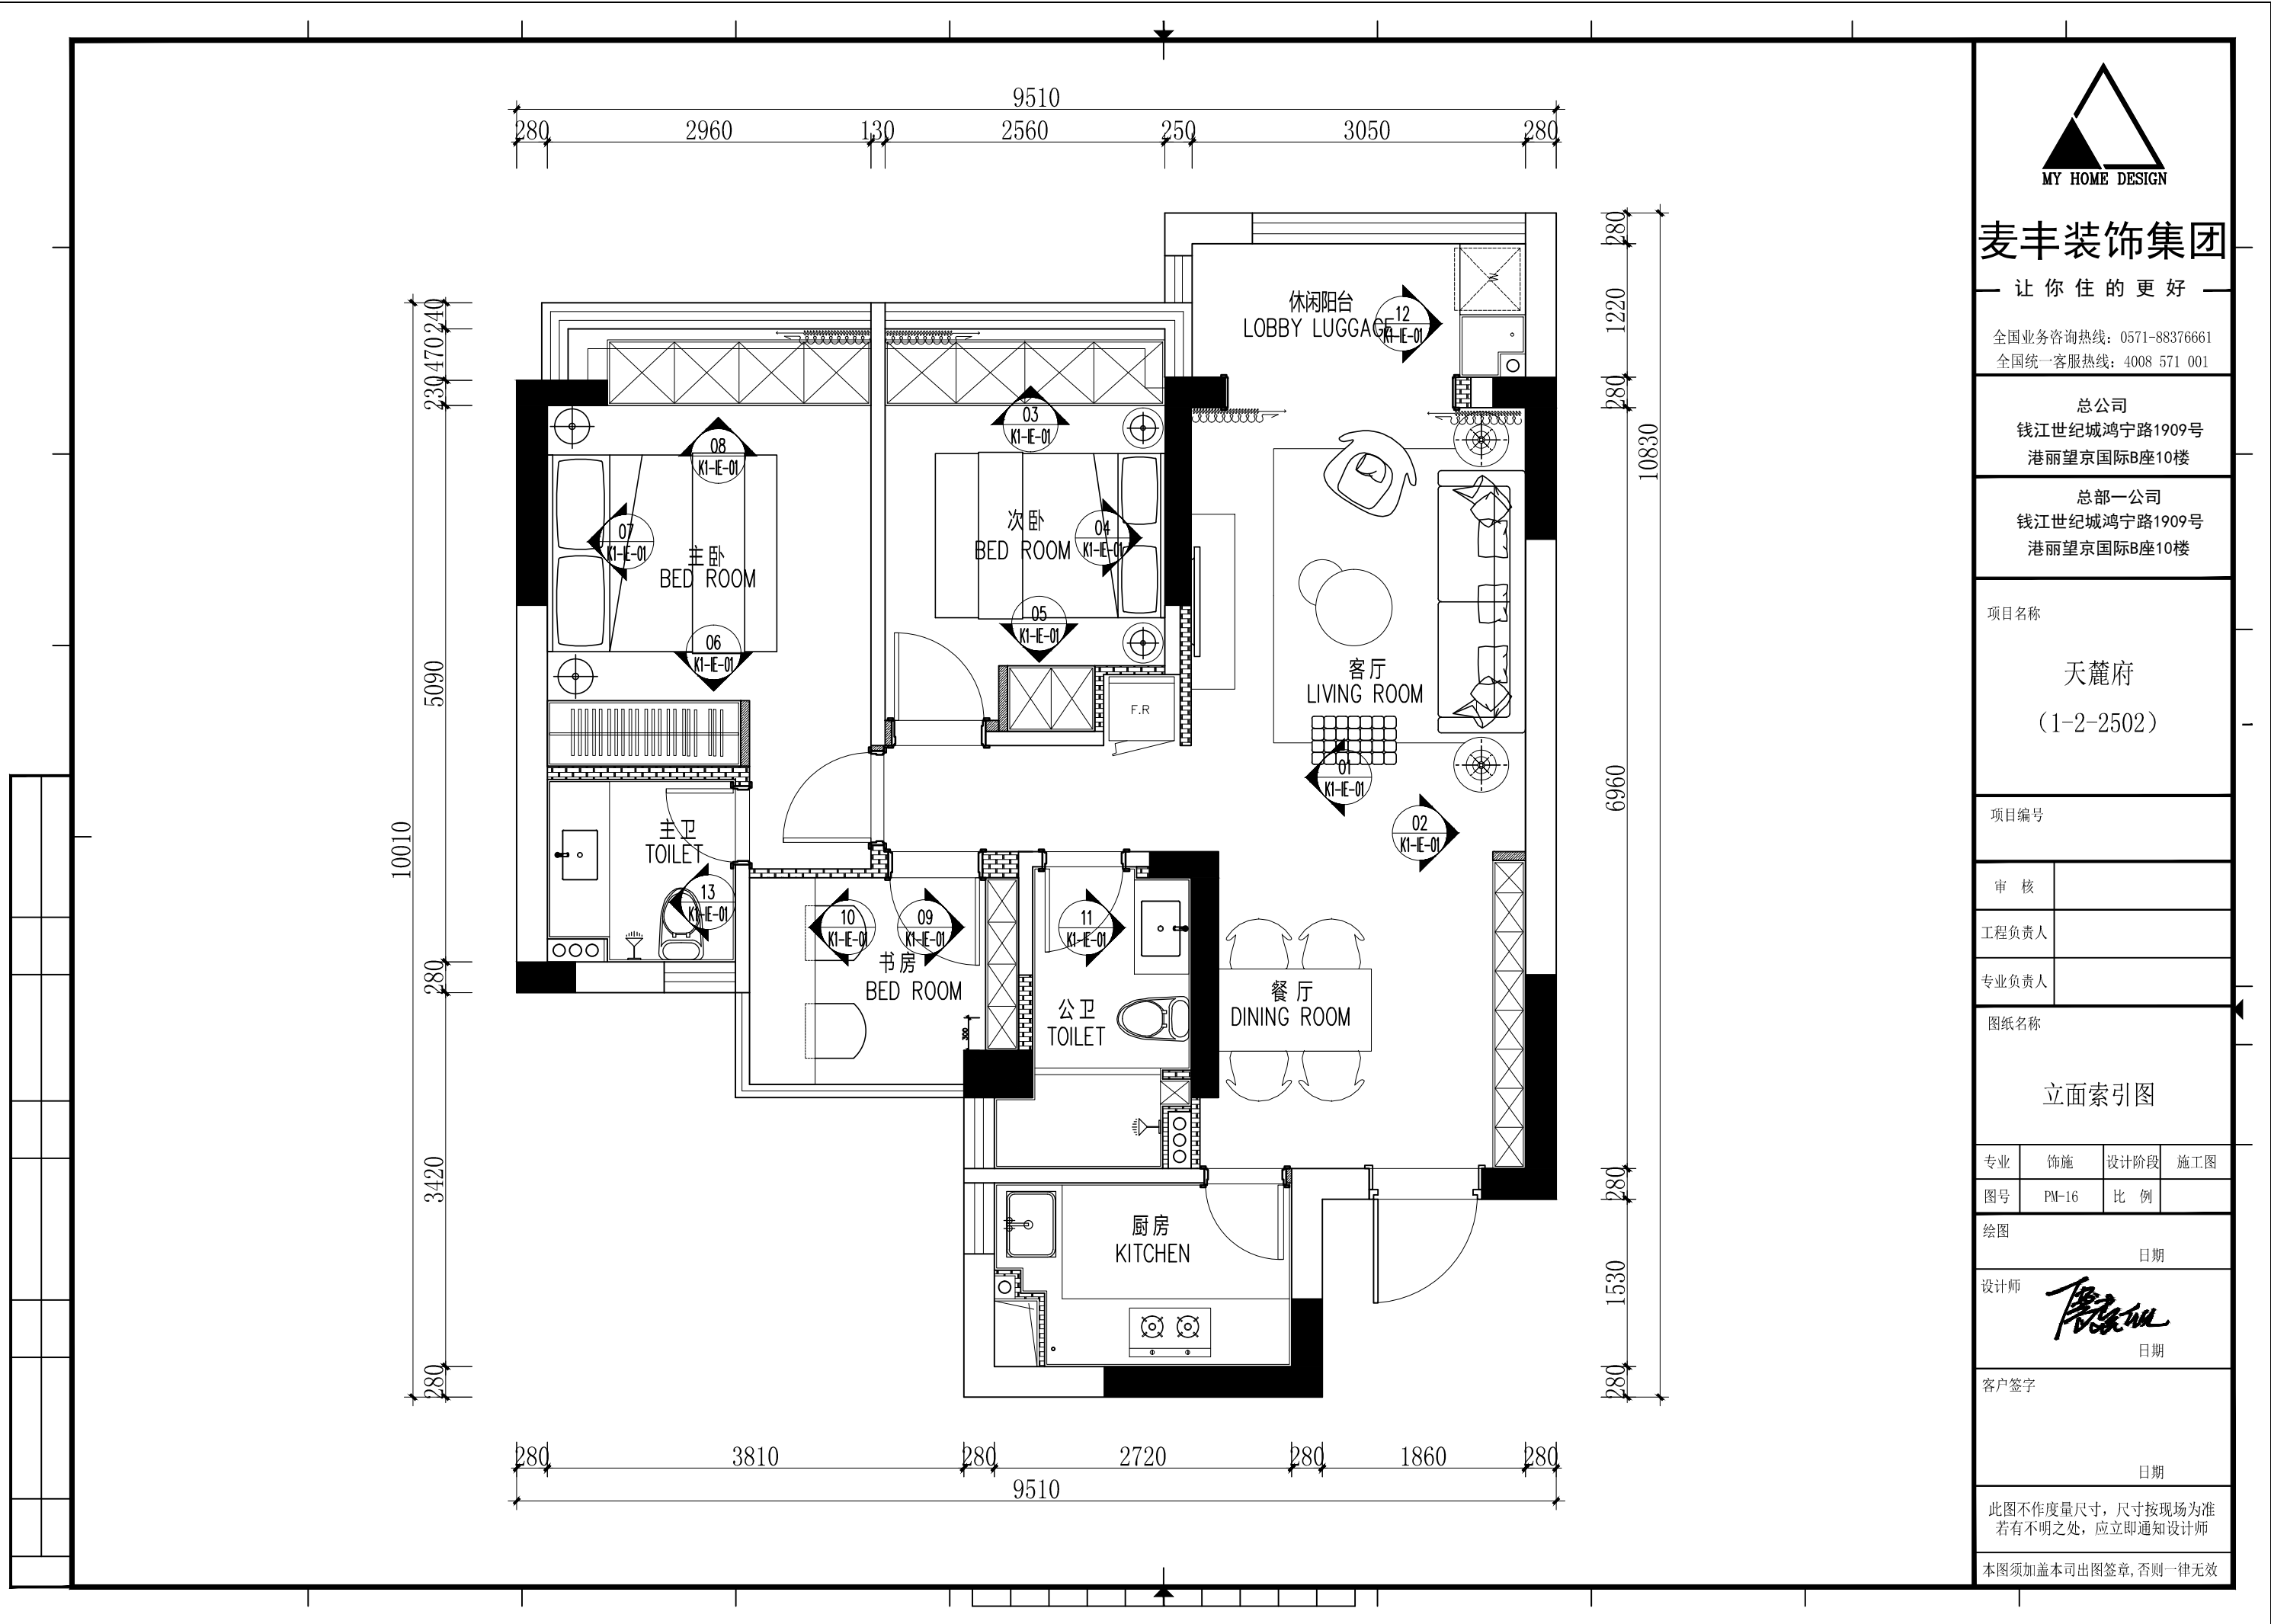 9510
280 2960 130 2560 250 3050 280
280
1220
280
10830
6960
280
1530
280
240
470
230
5090
10010
280
3420
280
休闲阳台
LOBBY LUGGAGE
12
K1-IE-01
W
03
K1-IE-01
08
K1-IE-01
07
K1-IE-01
主卧
BED ROOM
06
K1-IE-01
次卧
BED ROOM
04
K1-IE-01
05
K1-IE-01
F.R
客厅
LIVING ROOM
01
K1-IE-01
02
K1-IE-01
主卫
TOILET
13
K1-IE-01
10
K1-IE-01
09
K1-IE-01
书房
BED ROOM
300
11
K1-IE-01
公卫
TOILET
餐厅
DINING ROOM
厨房
KITCHEN
280 3810 280 2720 280 1860 280
9510
MY HOME DESIGN
麦丰装饰集团
让你住的更好
全国业务咨询热线: 0571-88376661
全国统一客服热线: 4008 571 001
总公司
钱江世纪城鸿宁路1909号
港丽望京国际B座10楼
总部一公司
钱江世纪城鸿宁路1909号
港丽望京国际B座10楼
项目名称
天麓府
（1-2-2502）
项目编号
审 核
工程负责人
专业负责人
图纸名称
立面索引图
专业 饰施 设计阶段 施工图
图号 PM-16 比 例
绘图
日期
设计师
日期
客户签字
日期
此图不作度量尺寸，尺寸按现场为准
若有不明之处，应立即通知设计师
本图须加盖本司出图签章,否则一律无效